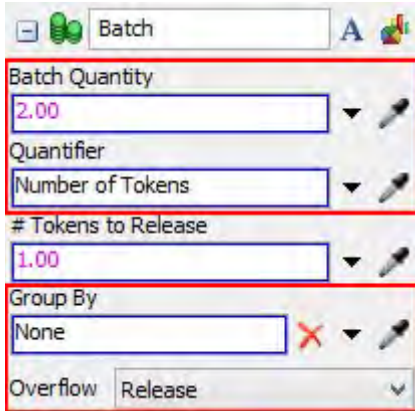 Batch A
Batch Quantity
2.00
Quantifier
Number of Tokens
# Tokens to Release
1.00
Group By
None
Overflow Release